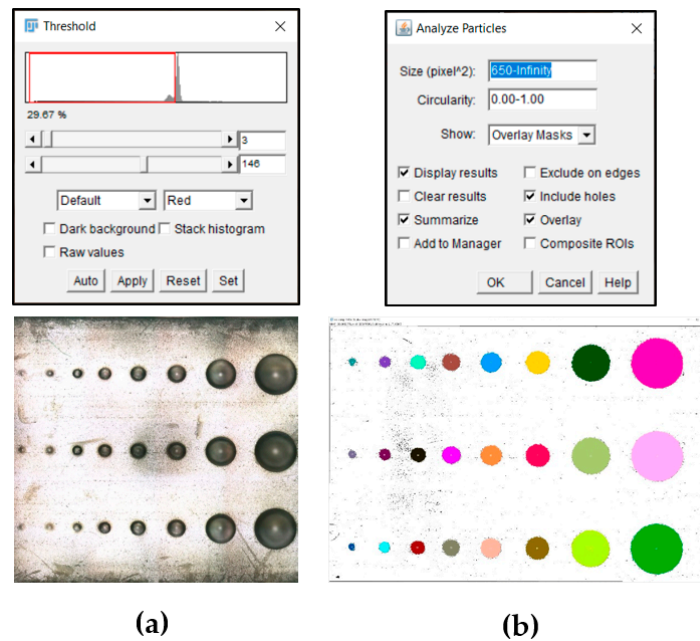 Threshold
29.67 %
3
146
Default Red
Dark background Stack histogram
Raw values
Auto Apply Reset Set
Analyze Particles
Size (pixel^2): 650-Infinity
Circularity: 0.00-1.00
Show: Overlay Masks
Display results Exclude on edges
Clear results Include holes
Summarize Overlay
Add to Manager Composite ROIs
OK Cancel Help
(a)
(b)